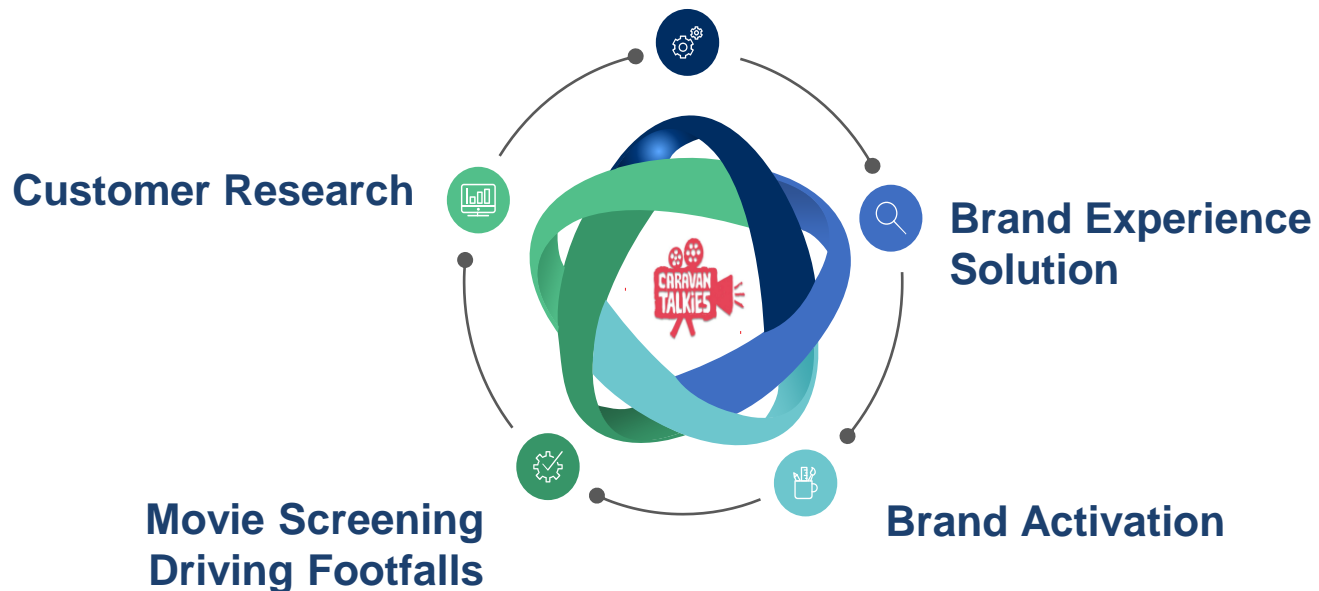 Customer Research
CARAVAN
TALKIES
Brand Experience
Solution
Movie Screening
Driving Footfalls
Brand Activation